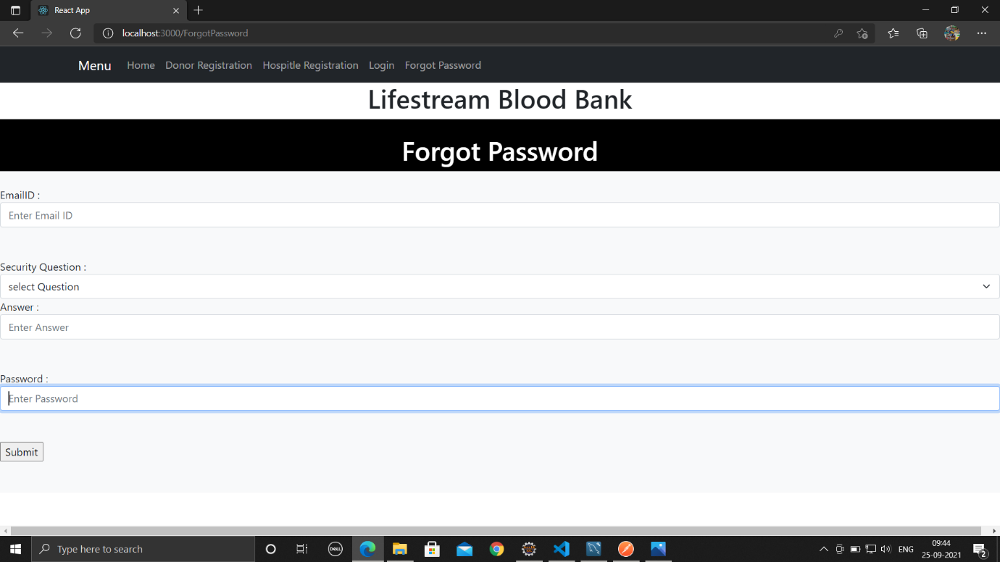 React App
localhost:3000/ForgotPassword
Menu Home Donor Registration Hospitle Registration Login Forgot Password
Lifestream Blood Bank
Forgot Password
EmailID :
Enter Email ID
Security Question :
select Question
Answer :
Enter Answer
Password :
Enter Password
Submit
Type here to search
DELL
ENG
09:44
25-09-2021
2